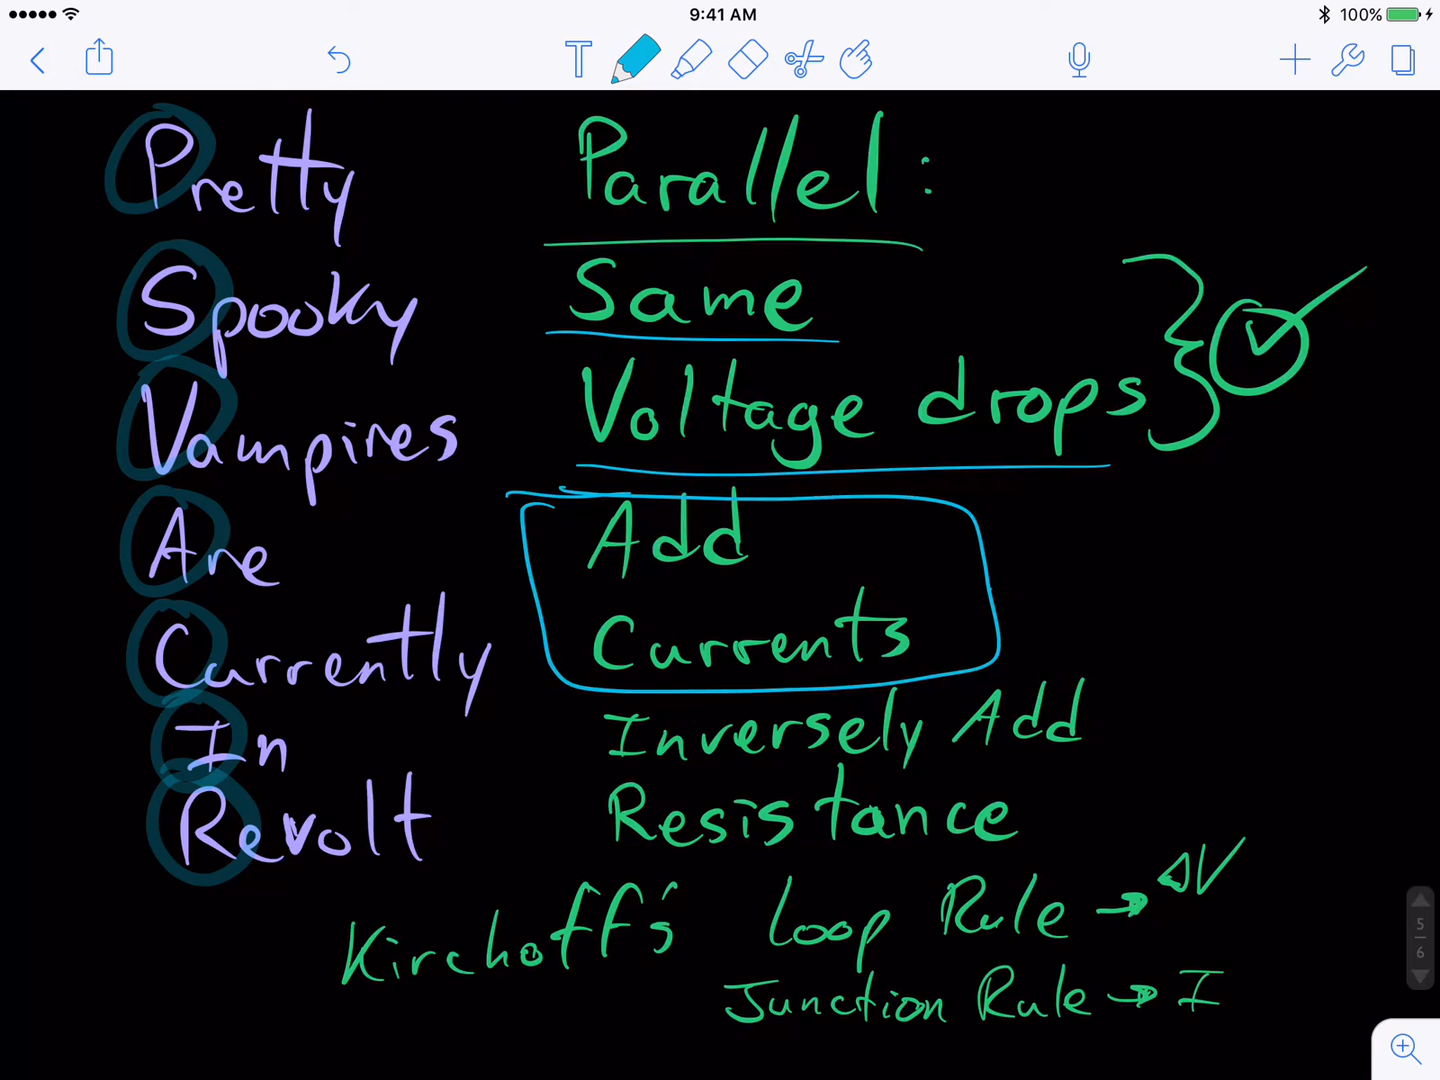 9:41 AM
100%
T
Pretty
Spooky
Vampires
Are
Currently
In
Revolt
Parallel:
Same
Voltage drops
Add
Currents
Inversely Add
Resistance
Kirchoff's
Loop Rule → ΔV
Junction Rule → I
5
6